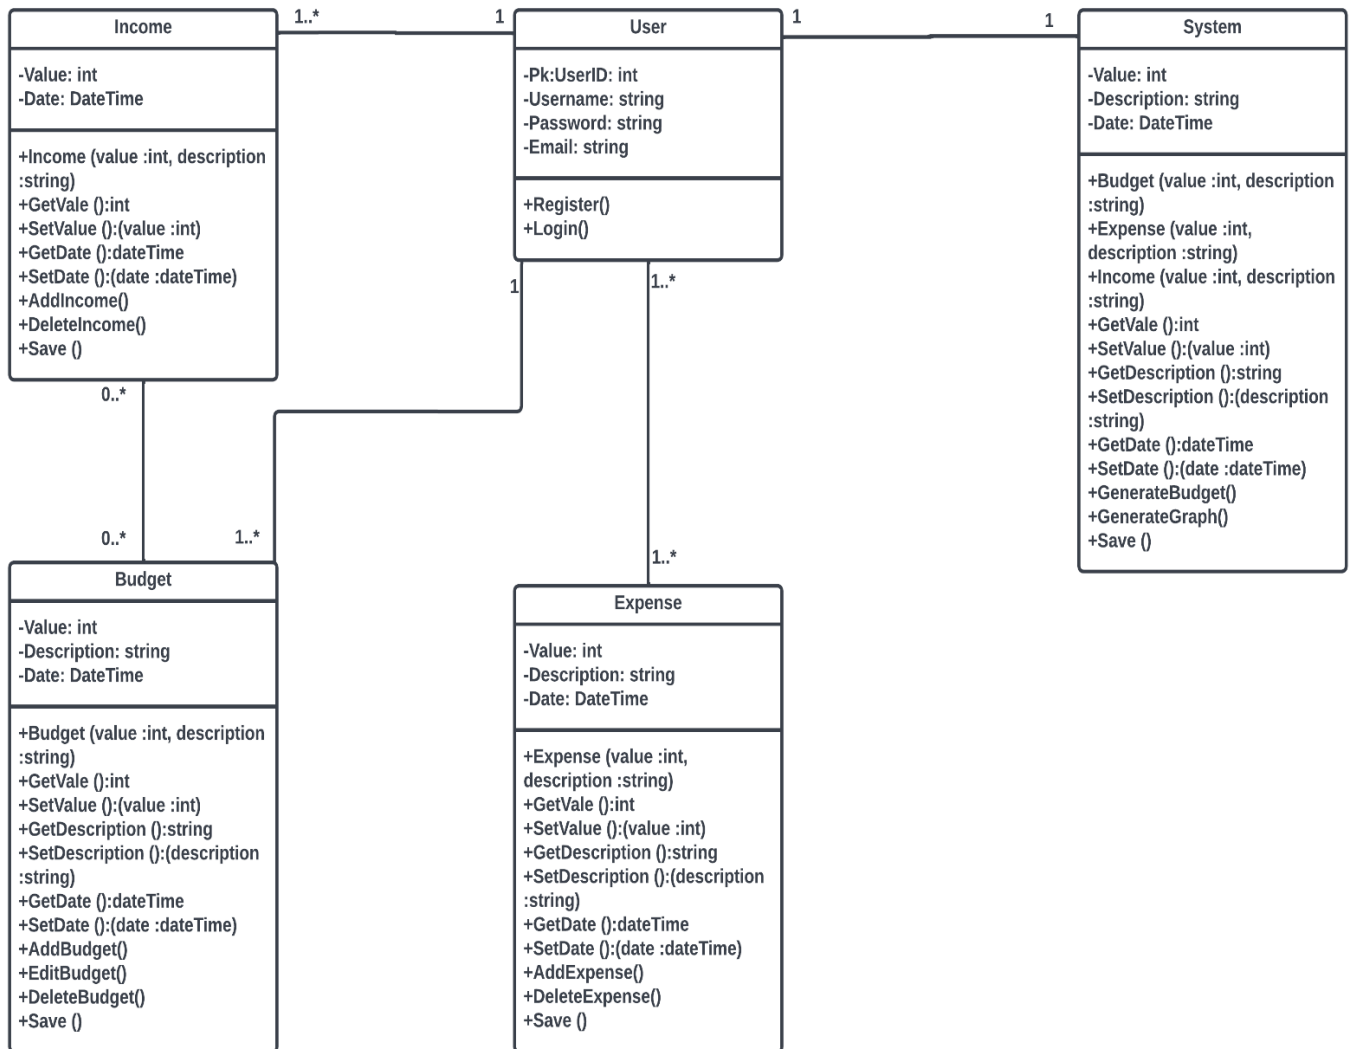 1..*
1
1
1
Income
-Value: int
-Date: DateTime
+Income (value :int, description
:string)
+GetVale ():int
+SetValue ():(value :int)
+GetDate ():dateTime
+SetDate ():(date :dateTime)
+AddIncome()
+DeleteIncome()
+Save ()
User
-Pk:UserID: int
-Username: string
-Password: string
-Email: string
+Register()
+Login()
System
-Value: int
-Description: string
-Date: DateTime
+Budget (value :int, description
:string)
+Expense (value :int,
description :string)
+Income (value :int, description
:string)
+GetVale ():int
+SetValue ():(value :int)
+GetDescription ():string
+SetDescription ():(description
:string)
+GetDate ():dateTime
+SetDate ():(date :dateTime)
+GenerateBudget()
+GenerateGraph()
+Save ()
1
1..*
0..*
0..*
1..*
1..*
Budget
-Value: int
-Description: string
-Date: DateTime
+Budget (value :int, description
:string)
+GetVale ():int
+SetValue ():(value :int)
+GetDescription ():string
+SetDescription ():(description
:string)
+GetDate ():dateTime
+SetDate ():(date :dateTime)
+AddBudget()
+EditBudget()
+DeleteBudget()
+Save ()
Expense
-Value: int
-Description: string
-Date: DateTime
+Expense (value :int,
description :string)
+GetVale ():int
+SetValue ():(value :int)
+GetDescription ():string
+SetDescription ():(description
:string)
+GetDate ():dateTime
+SetDate ():(date :dateTime)
+AddExpense()
+DeleteExpense()
+Save ()